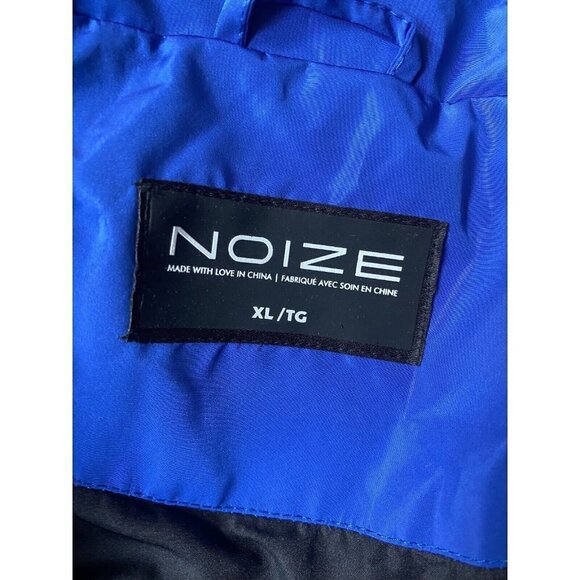 NOIZE
MADE WITH LOVE IN CHINA | FABRIQUÉ AVEC SOIN EN CHINE
XL /TG